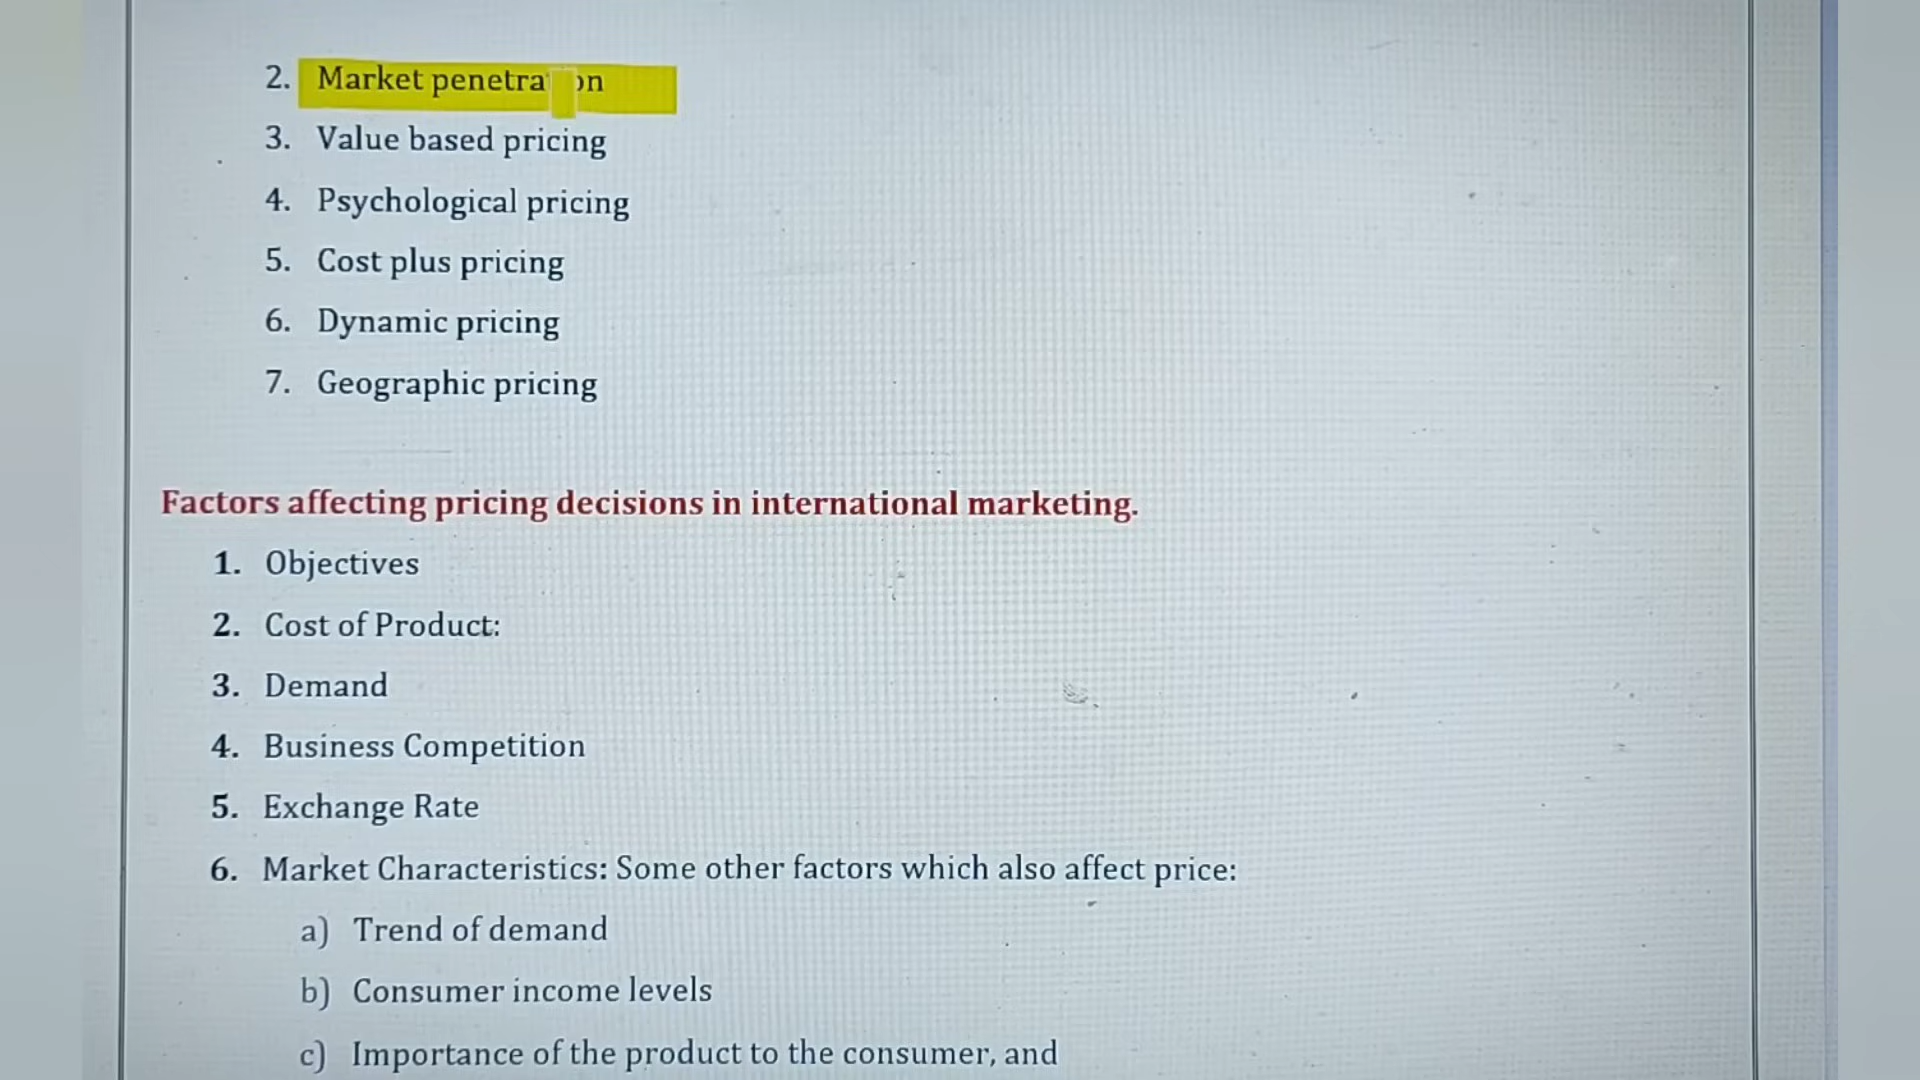 2. Market penetration
3. Value based pricing
4. Psychological pricing
5. Cost plus pricing
6. Dynamic pricing
7. Geographic pricing
Factors affecting pricing decisions in international marketing.
1. Objectives
2. Cost of Product:
3. Demand
4. Business Competition
5. Exchange Rate
6. Market Characteristics: Some other factors which also affect price:
a) Trend of demand
b) Consumer income levels
c) Importance of the product to the consumer, and